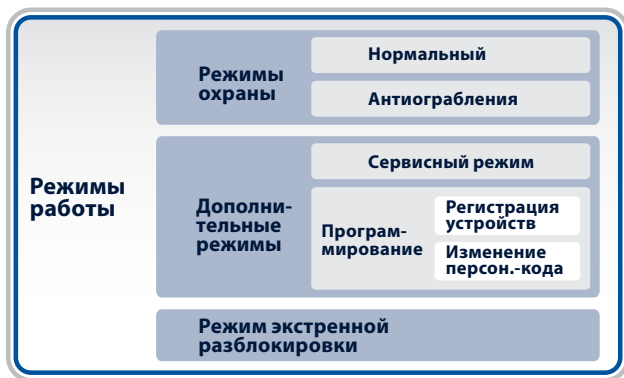 Режимы
работы
Режимы
охраны
Нормальный
Антиограбления
Дополни-
тельные
режимы
Сервисный режим
Програм-
мирование
Регистрация
устройств
Изменение
персон.-кода
Режим экстренной
разблокировки